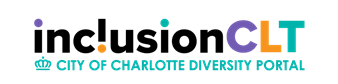 inclusionCLT
CITY OF CHARLOTTE DIVERSITY PORTAL